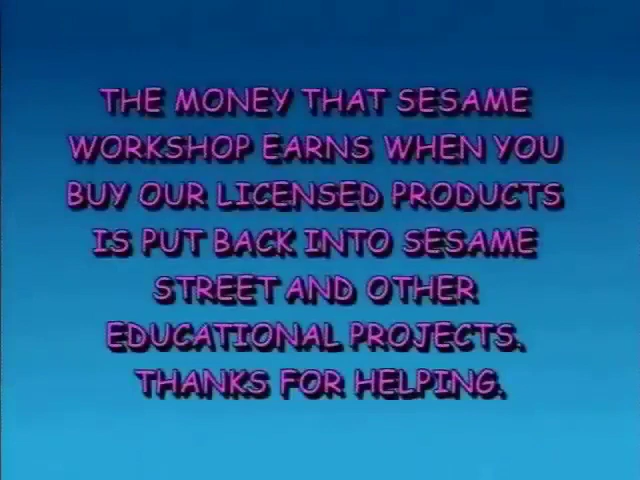 THE MONEY THAT SESAME
WORKSHOP EARNS WHEN YOU
BUY OUR LICENSED PRODUCTS
IS PUT BACK INTO SESAME
STREET AND OTHER
EDUCATIONAL PROJECTS.
THANKS FOR HELPING.